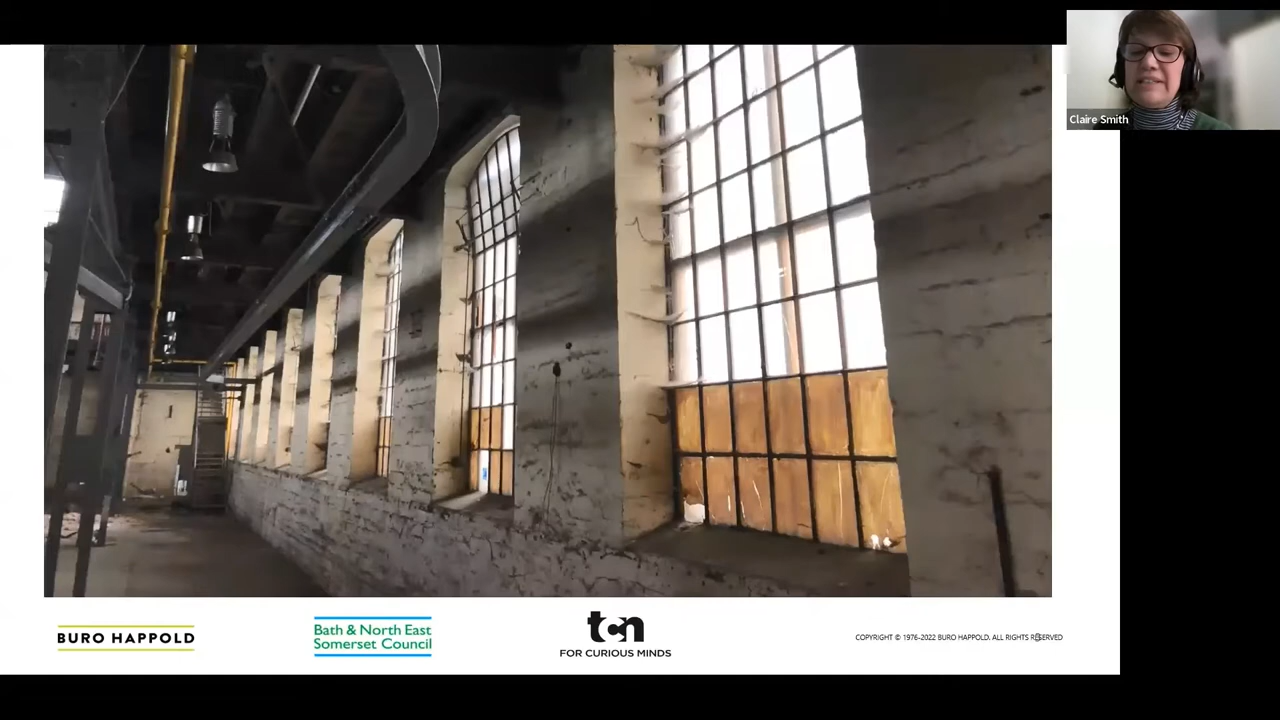 Claire Smith
BURO HAPPOLD
Bath & North East
Somerset Council
tcn
FOR CURIOUS MINDS
COPYRIGHT © 1976-2022 BURO HAPPOLD. ALL RIGHTS RESERVED